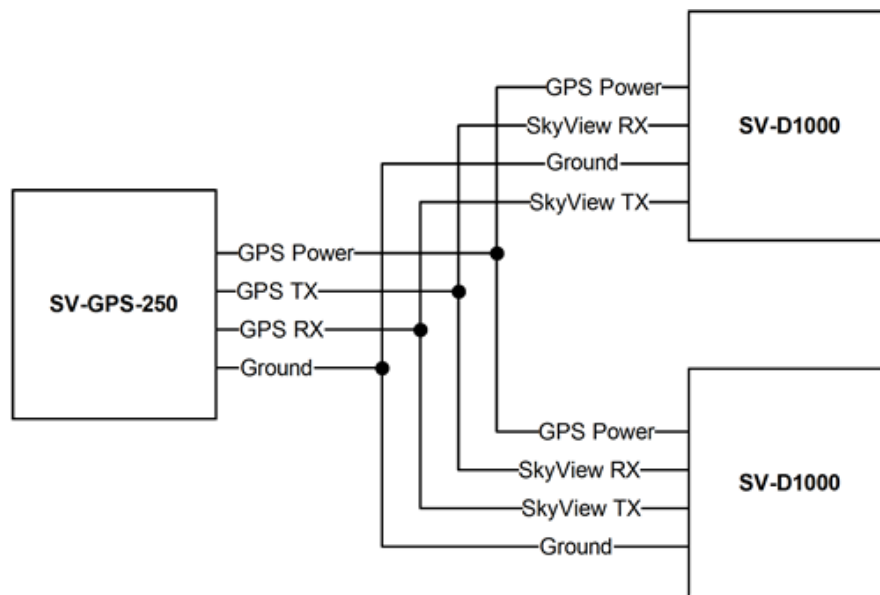 GPS Power
SkyView RX
Ground
SkyView TX
SV-D1000
SV-GPS-250
GPS Power
GPS TX
GPS RX
Ground
GPS Power
SkyView RX
SkyView TX
Ground
SV-D1000